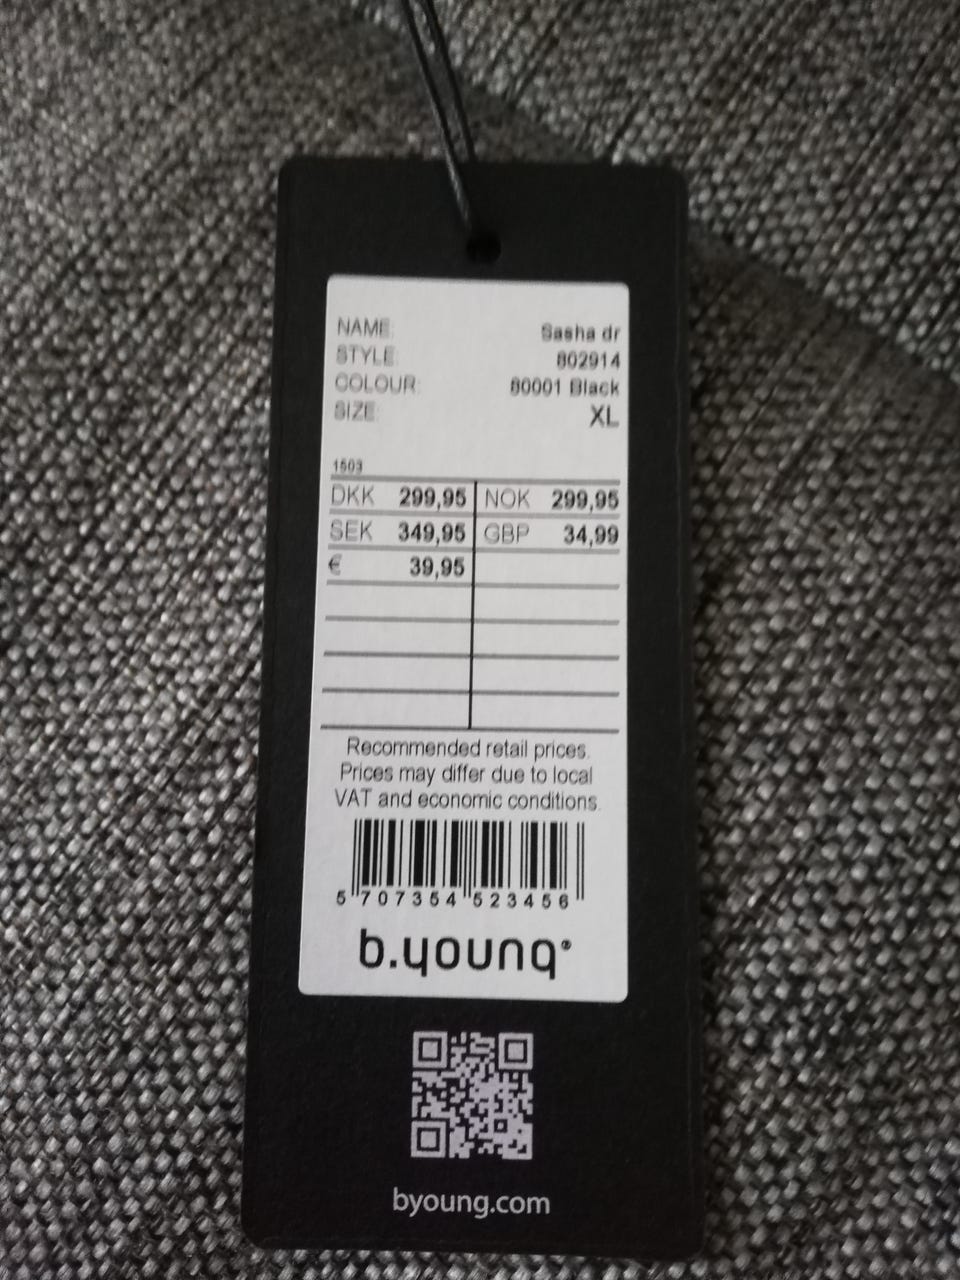 NAME: Sasha dr
STYLE: 802914
COLOUR: 80001 Black
SIZE: XL
1503
DKK 299,95 NOK 299,95
SEK 349,95 GBP 34,99
€ 39,95
Recommended retail prices.
Prices may differ due to local
VAT and economic conditions.
5 707354 523456
b.young®
byoung.com